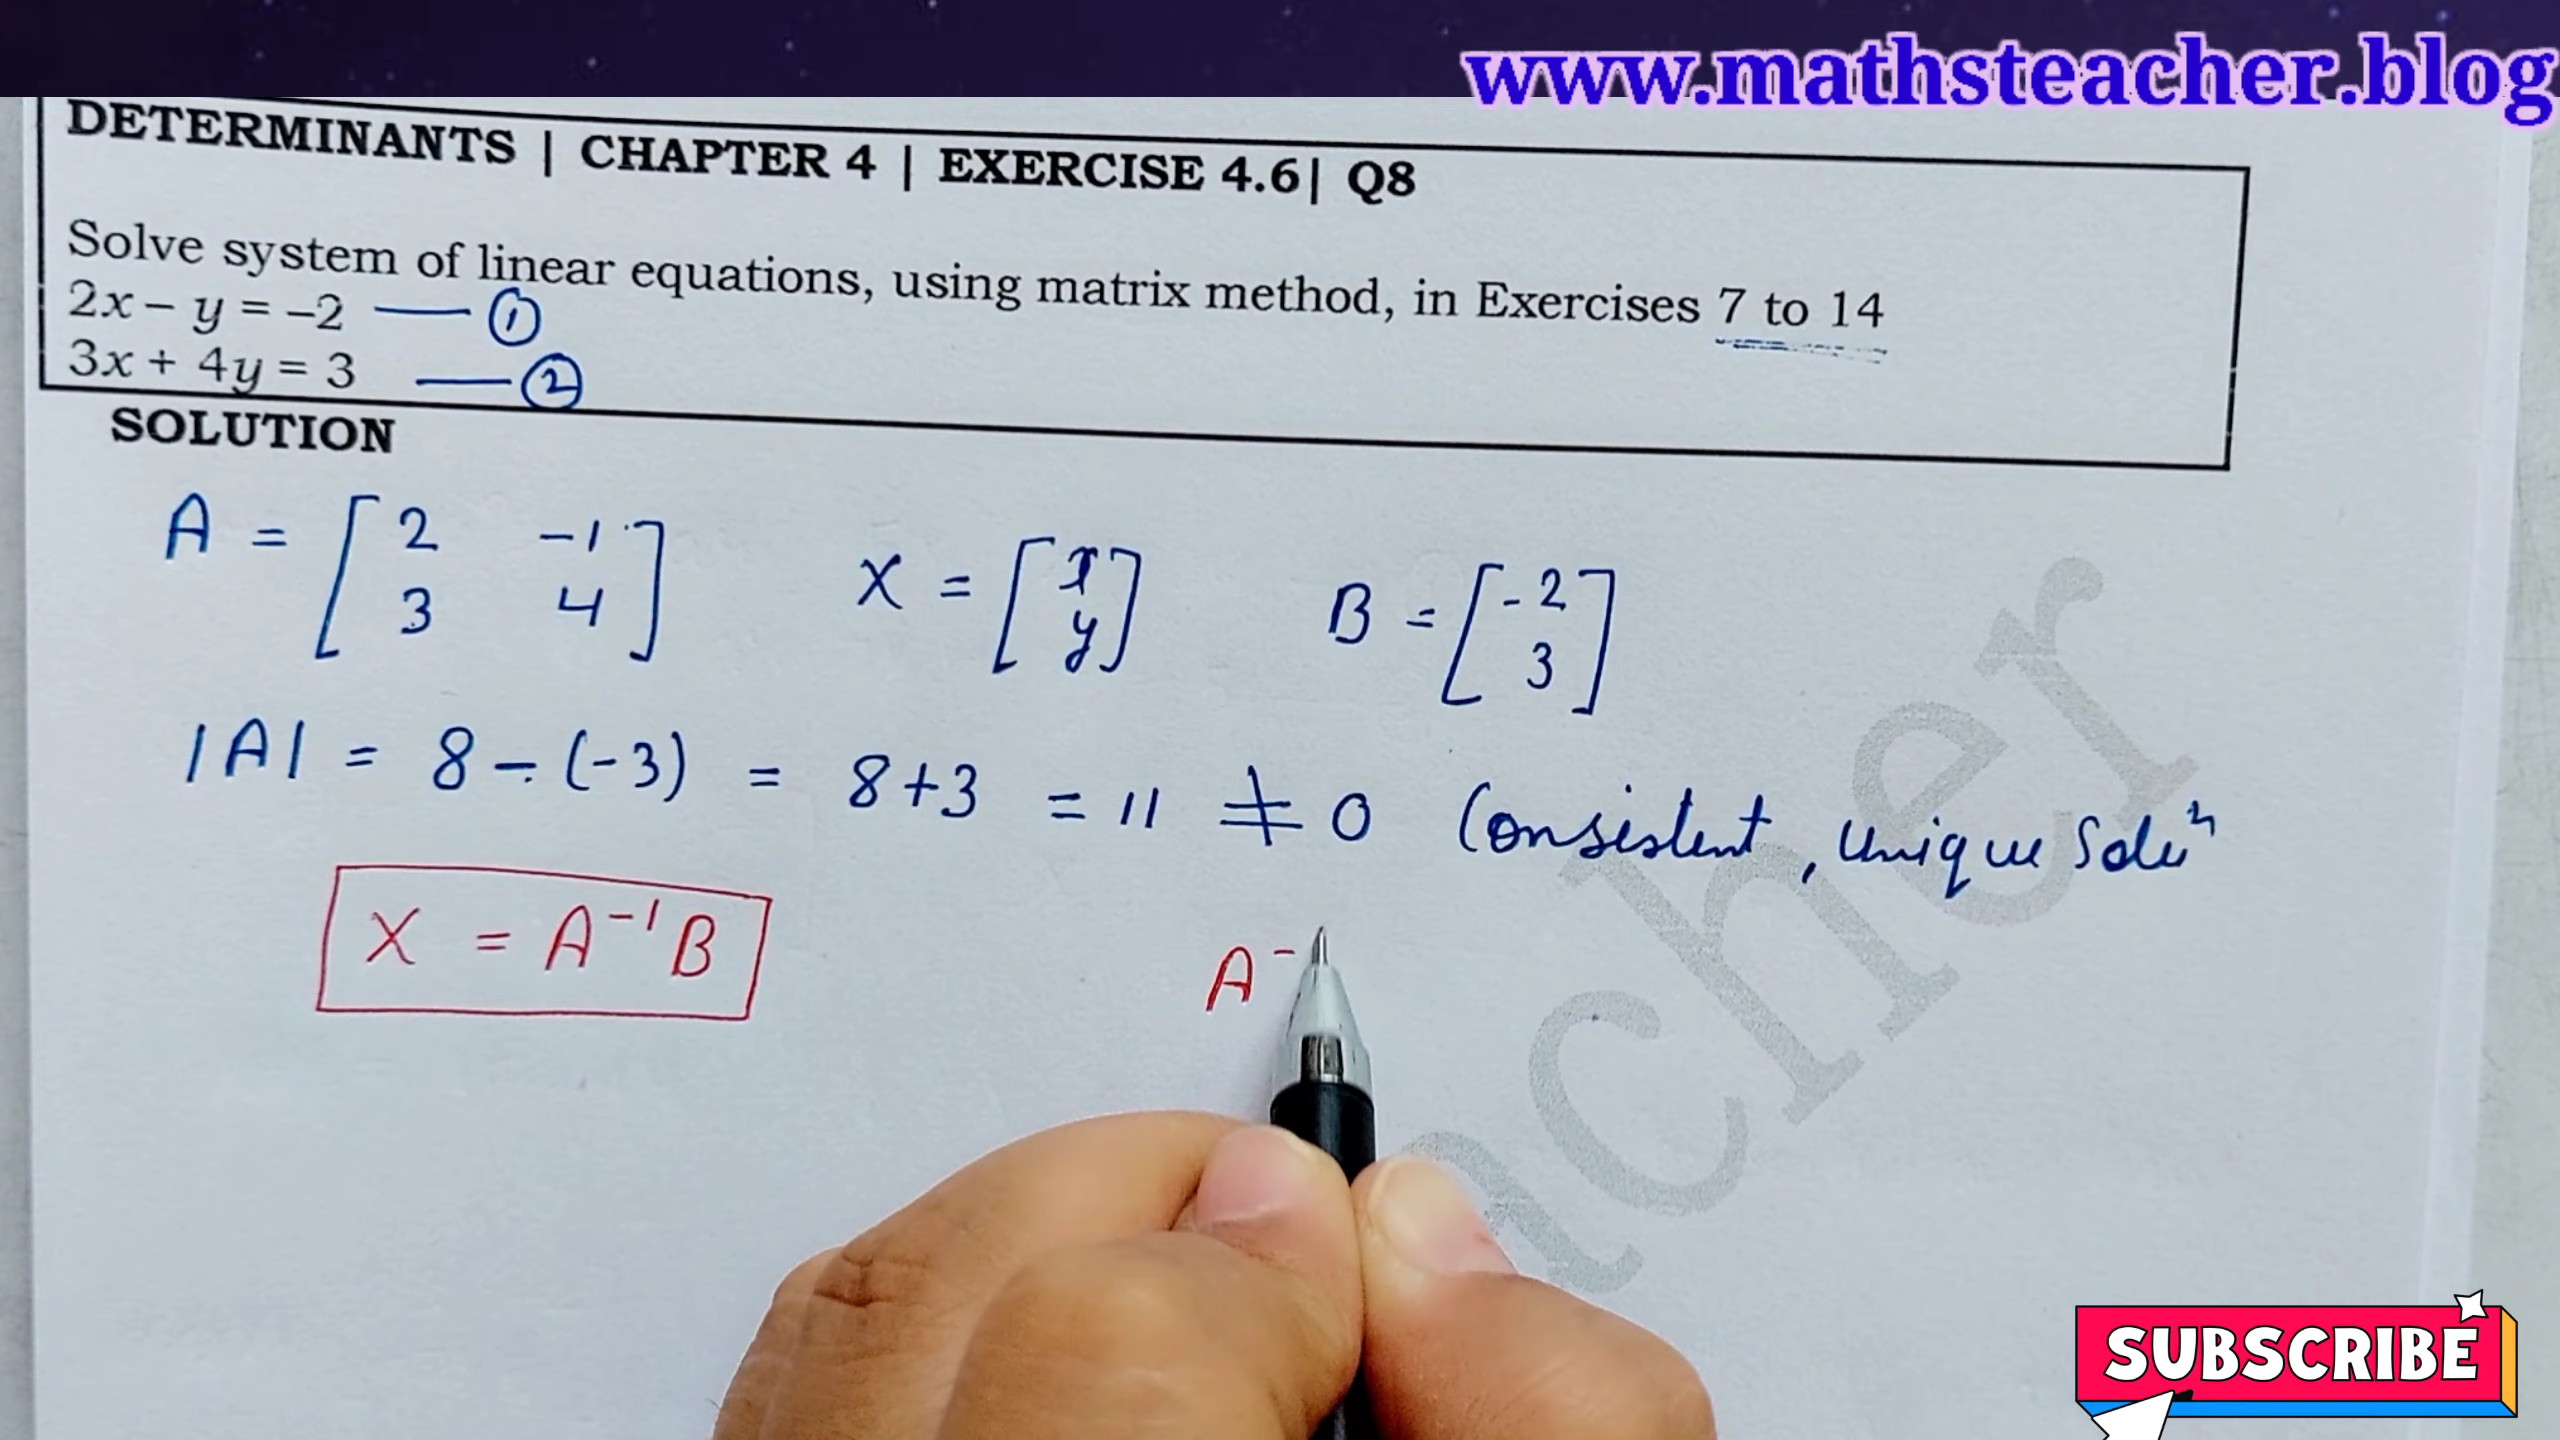 www.mathsteacher.blog
DETERMINANTS | CHAPTER 4 | EXERCISE 4.6| Q8
Solve system of linear equations, using matrix method, in Exercises 7 to 14
2x – y = –2 —— ①
3x + 4y = 3 —— ②
SOLUTION
A = [2 -1; 3 4] X = [x; y] B = [-2; 3]
|A| = 8 - (-3) = 8+3 = 11 ≠ 0 Consistent, unique Soluⁿ
X = A⁻¹B A⁻
acher
SUBSCRIBE